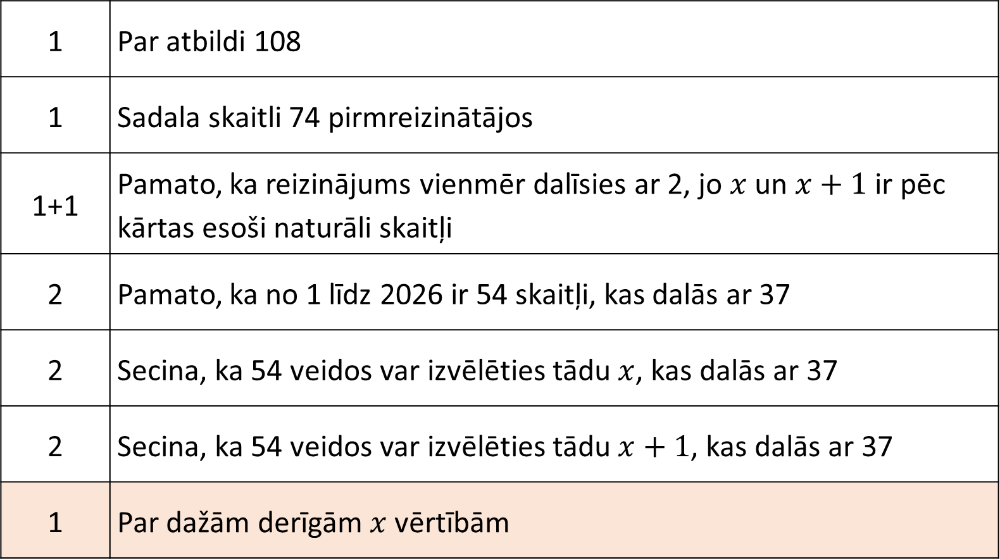 1 Par atbildi 108
1 Sadala skaitli 74 pirmreizinātājos
1+1 Pamato, ka reizinājums vienmēr dalīsies ar 2, jo x un x + 1 ir pēc
kārtas esoši naturāli skaitļi
2 Pamato, ka no 1 līdz 2026 ir 54 skaitļi, kas dalās ar 37
2 Secina, ka 54 veidos var izvēlēties tādu x, kas dalās ar 37
2 Secina, ka 54 veidos var izvēlēties tādu x + 1, kas dalās ar 37
1 Par dažām derīgām x vērtībām